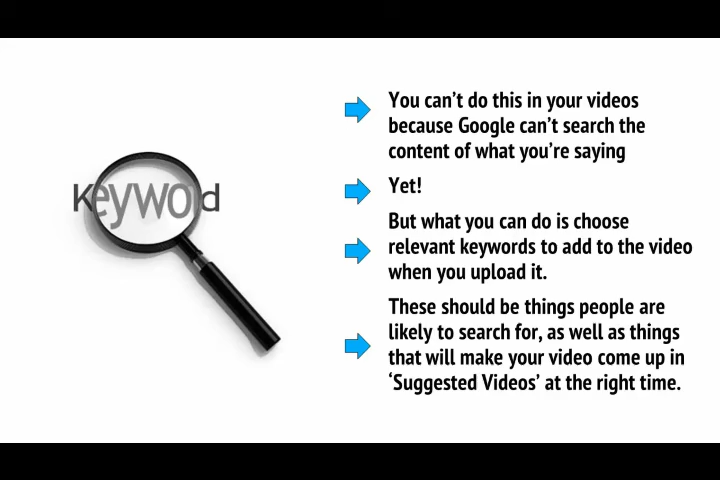 Keyword
You can't do this in your videos
because Google can't search the
content of what you're saying
Yet!
But what you can do is choose
relevant keywords to add to the video
when you upload it.
These should be things people are
likely to search for, as well as things
that will make your video come up in
‘Suggested Videos’ at the right time.